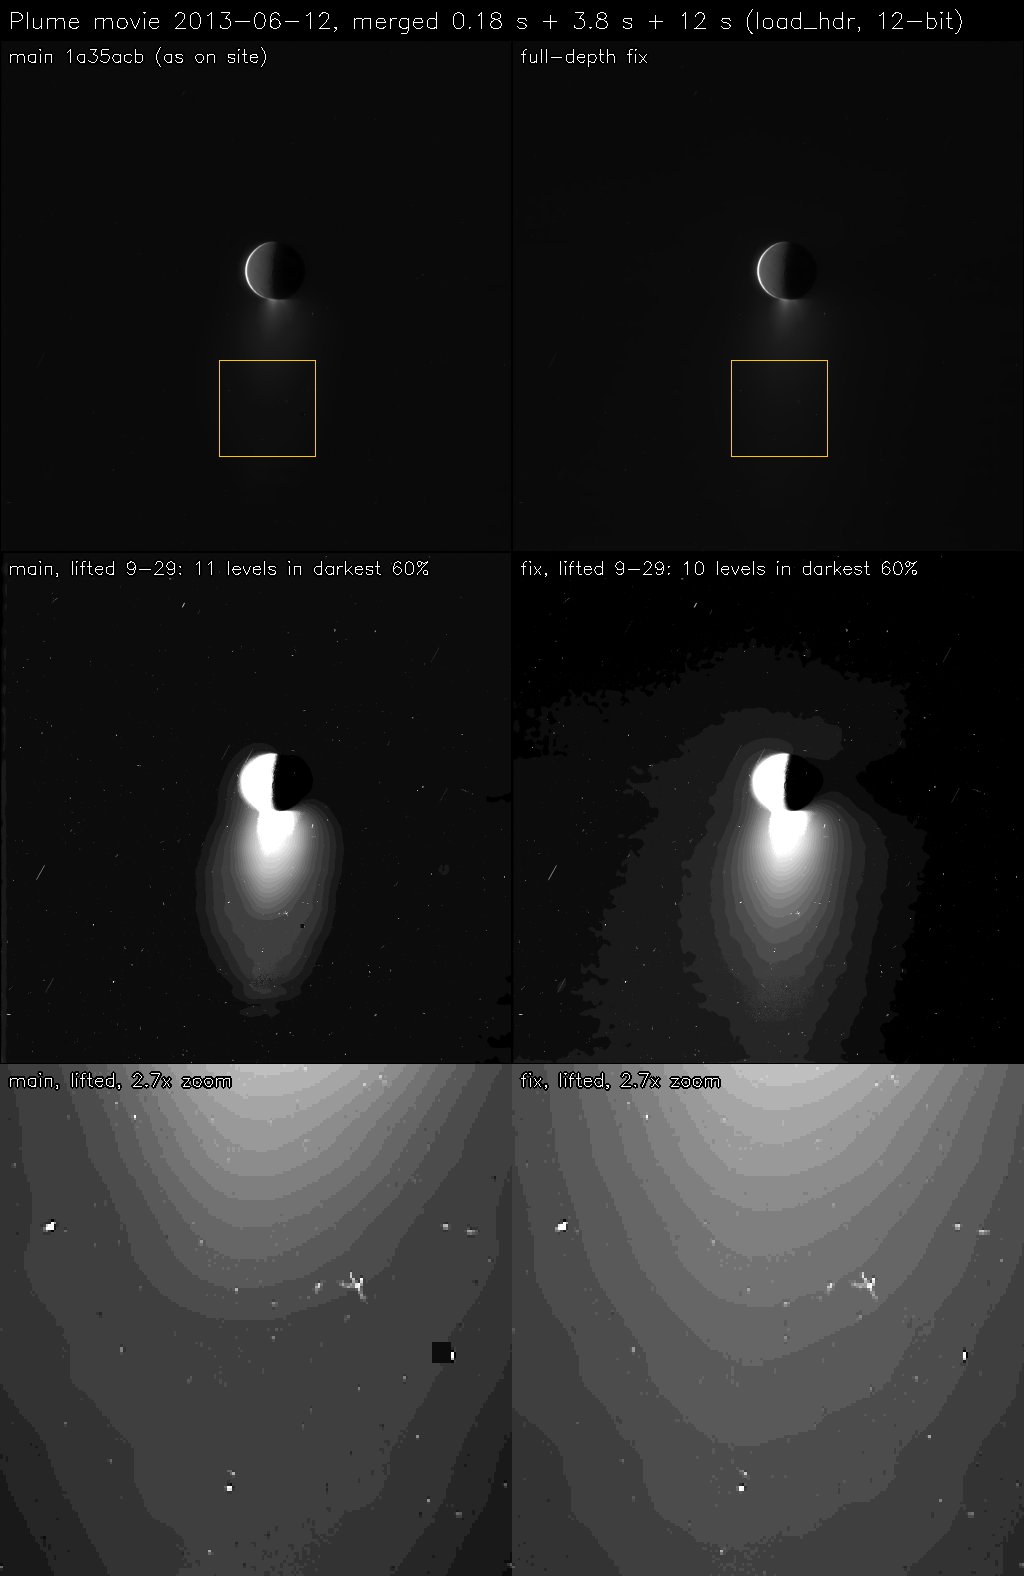 Plume movie 2013-06-12, merged 0.18 s + 3.8 s + 12 s (load_hdr, 12-bit)
main 1a35acb (as on site)
full-depth fix
main, lifted 9-29: 11 levels in darkest 60%
fix, lifted 9-29: 10 levels in darkest 60%
main, lifted, 2.7x zoom
fix, lifted, 2.7x zoom